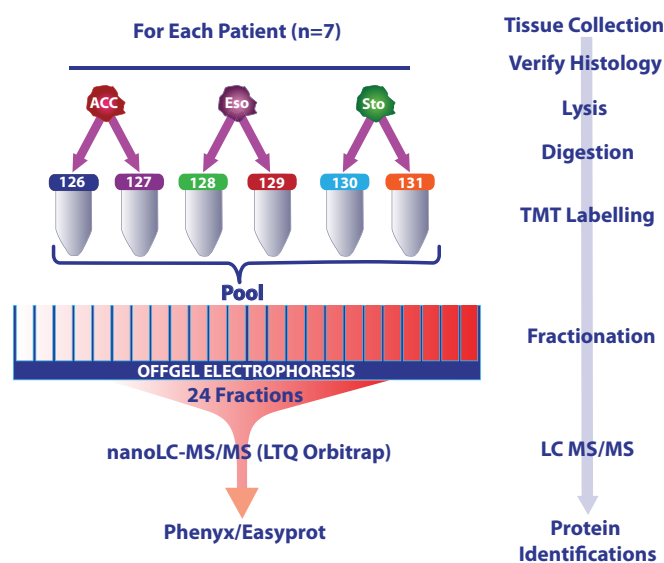 For Each Patient (n=7)
ACC
Eso
Sto
126
127
128
129
130
131
Pool
OFFGEL ELECTROPHORESIS
24 Fractions
nanoLC-MS/MS (LTQ Orbitrap)
Phenyx/Easyprot
Tissue Collection
Verify Histology
Lysis
Digestion
TMT Labelling
Fractionation
LC MS/MS
Protein
Identifications